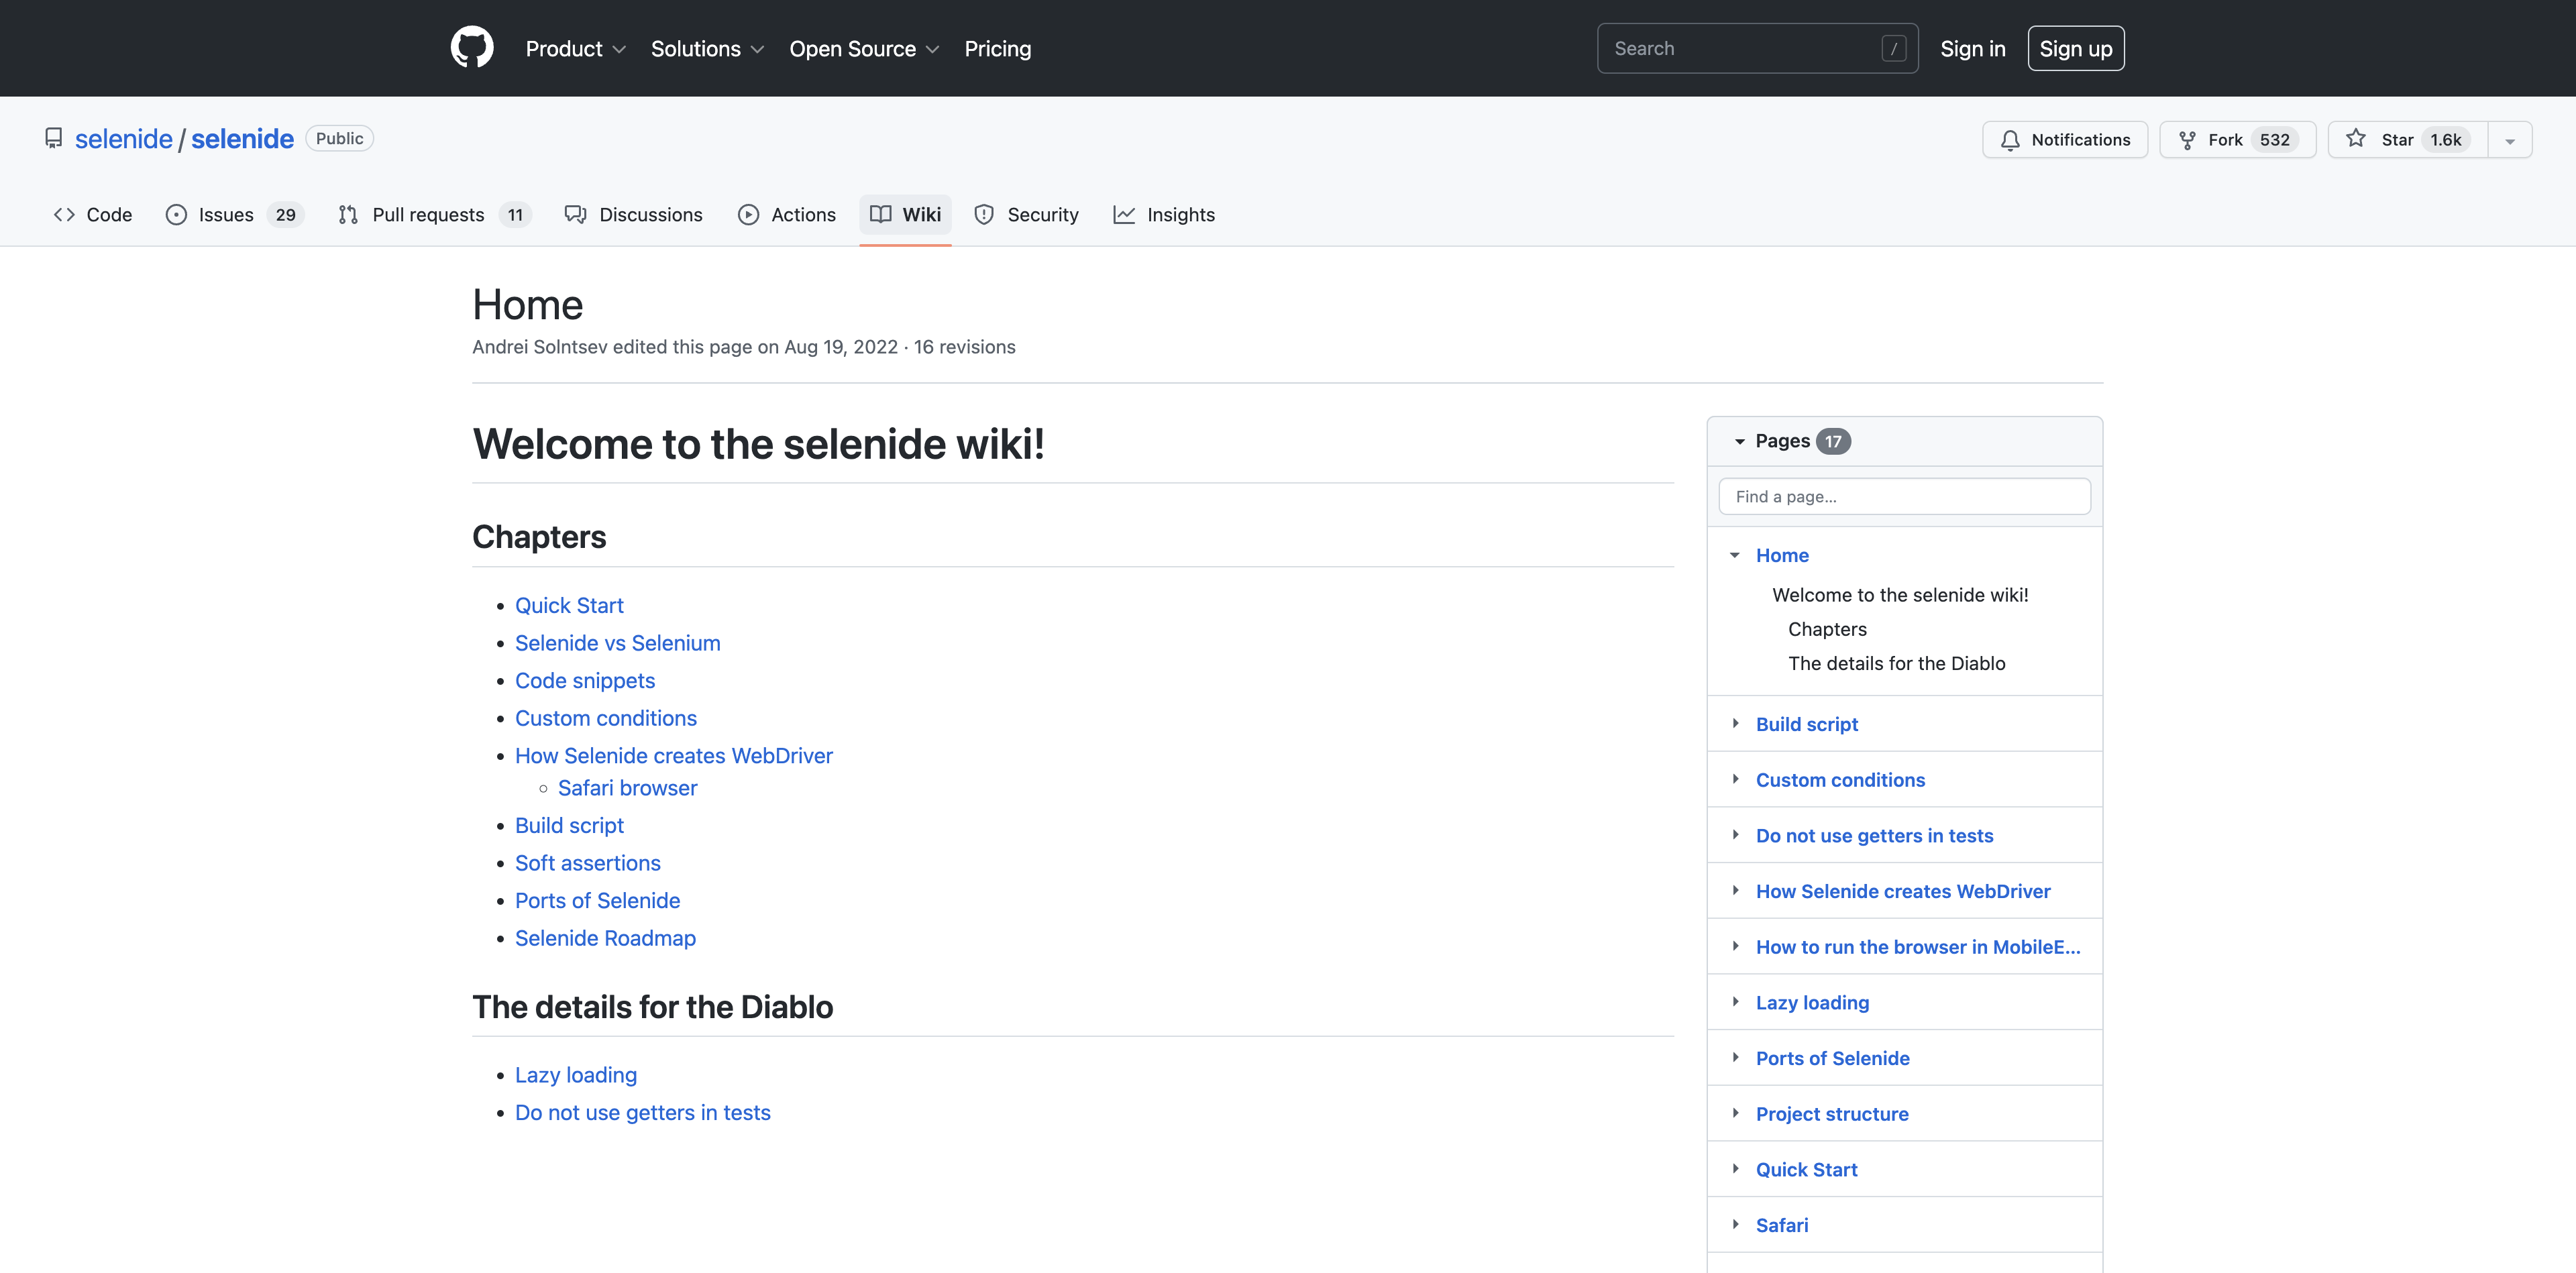 Product Solutions Open Source Pricing Search / Sign in Sign up
selenide / selenide Public Notifications Fork 532 Star 1.6k
Code Issues 29 Pull requests 11 Discussions Actions Wiki Security Insights
Home
Andrei Solntsev edited this page on Aug 19, 2022 · 16 revisions
Welcome to the selenide wiki!
Chapters
Quick Start
Selenide vs Selenium
Code snippets
Custom conditions
How Selenide creates WebDriver
Safari browser
Build script
Soft assertions
Ports of Selenide
Selenide Roadmap
The details for the Diablo
Lazy loading
Do not use getters in tests
Pages 17
Find a page...
Home
Welcome to the selenide wiki!
Chapters
The details for the Diablo
Build script
Custom conditions
Do not use getters in tests
How Selenide creates WebDriver
How to run the browser in MobileE...
Lazy loading
Ports of Selenide
Project structure
Quick Start
Safari